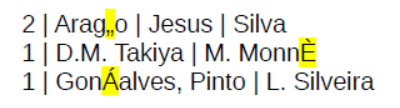 2 | Arag„o | Jesus | Silva
1 | D.M. Takiya | M. MonnÈ
1 | GonÁalves, Pinto | L. Silveira